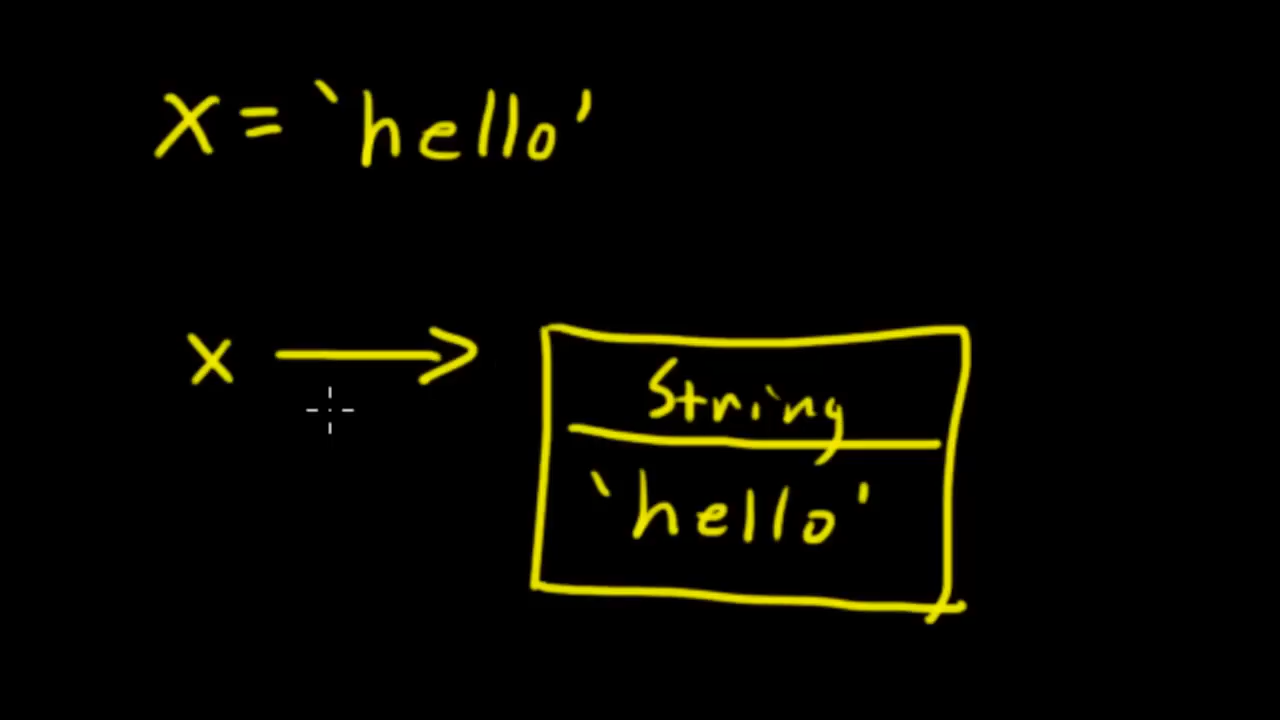 x = `hello'
x
String
`hello'